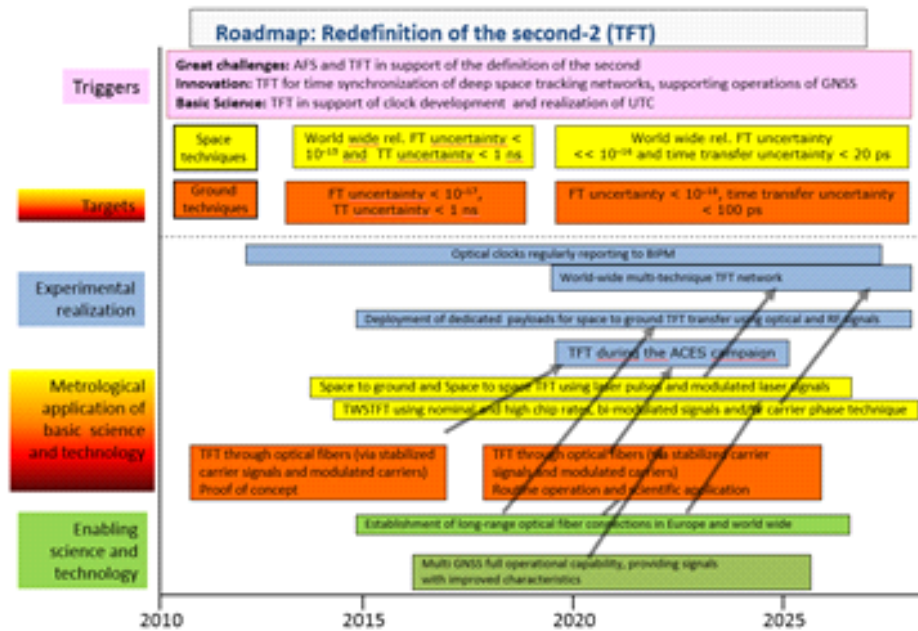 Roadmap: Redefinition of the second-2 (TFT)
Triggers
Great challenges: AFS and TFT in support of the definition of the second
Innovation: TFT for time synchronization of deep space tracking networks, supporting operations of GNSS
Basic Science: TFT in support of clock development and realization of UTC
Space
techniques
World wide rel. FT uncertainty <
and TT uncertainty < 1 ns
World wide rel. FT uncertainty
and time transfer uncertainty < 20 ps
Targets
Ground
techniques
FT uncertainty <
TT uncertainty < 1 ns
FT uncertainty < time transfer uncertainty
< 100 ps
Optical clocks regularly reporting to BIPM
World-wide multi-technique TFT network
Experimental
realization
Deployment of dedicated payloads for space to ground TFT transfer using optical and RF signals
TFT during the ACES campaign
Metrological
application of
basic science
and technology
Space to ground and Space to space TFT using laser pulses and modulated laser signals
TWSTFT using nominal and high chip rates, bi-modulated signals and/or carrier phase technique
TFT through optical fibers (via stabilized
carrier signals and modulated carriers)
Proof of concept
TFT through optical fibers (via stabilized carrier
signals and modulated carriers)
Routine operation and scientific application
Enabling
science and
technology
Establishment of long-range optical fiber connections in Europe and world wide
Multi GNSS full operational capability, providing signals
with improved characteristics
2010
2015
2020
2025